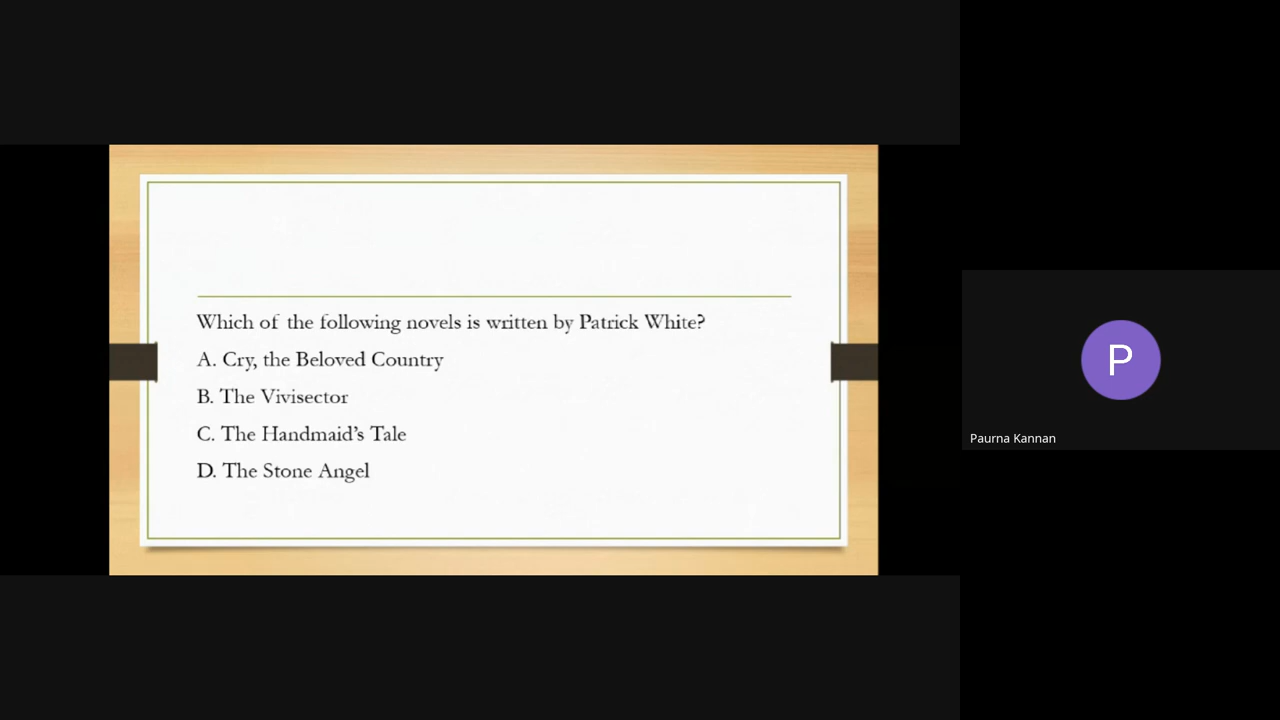 Which of the following novels is written by Patrick White?
A. Cry, the Beloved Country
B. The Vivisector
C. The Handmaid's Tale
D. The Stone Angel
P
Paurna Kannan